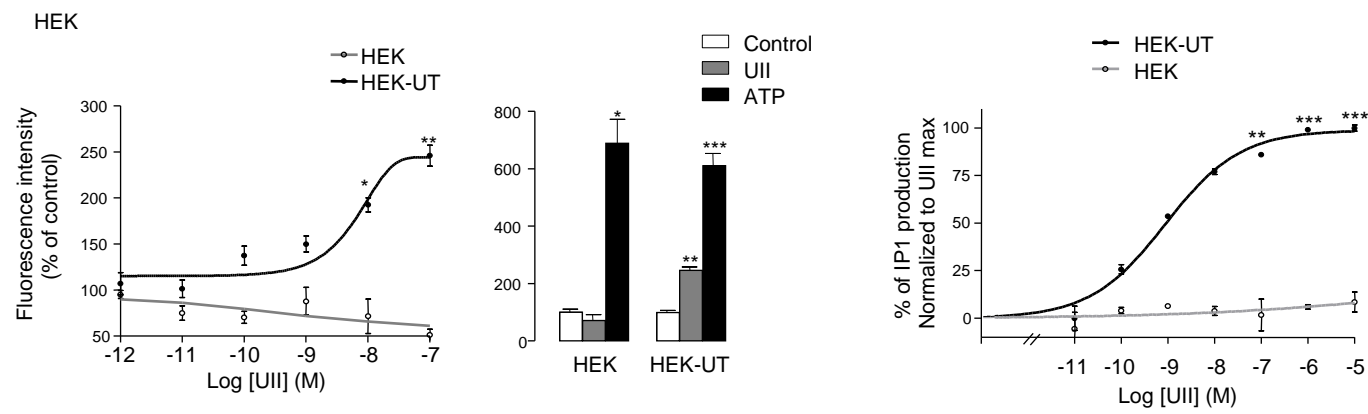 HEK
HEK
HEK-UT
Fluorescence intensity
(% of control)
300
250
200
150
100
50
*
**
-12 -11 -10 -9 -8 -7
Log [UII] (M)
Control
UII
ATP
800
600
400
200
0
*
**
***
HEK HEK-UT
HEK-UT
HEK
% of IP1 production
Normalized to UII max
100
75
50
25
0
** *** ***
-11 -10 -9 -8 -7 -6 -5
Log [UII] (M)